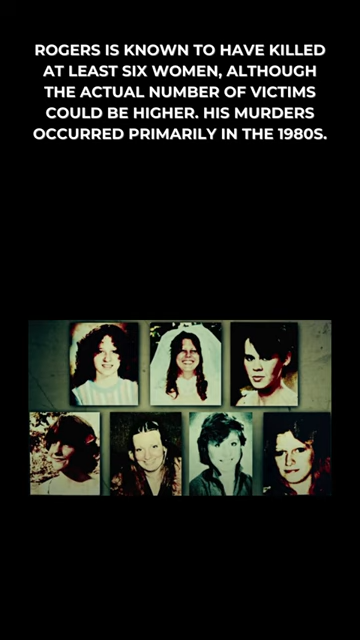 ROGERS IS KNOWN TO HAVE KILLED
AT LEAST SIX WOMEN, ALTHOUGH
THE ACTUAL NUMBER OF VICTIMS
COULD BE HIGHER. HIS MURDERS
OCCURRED PRIMARILY IN THE 1980S.